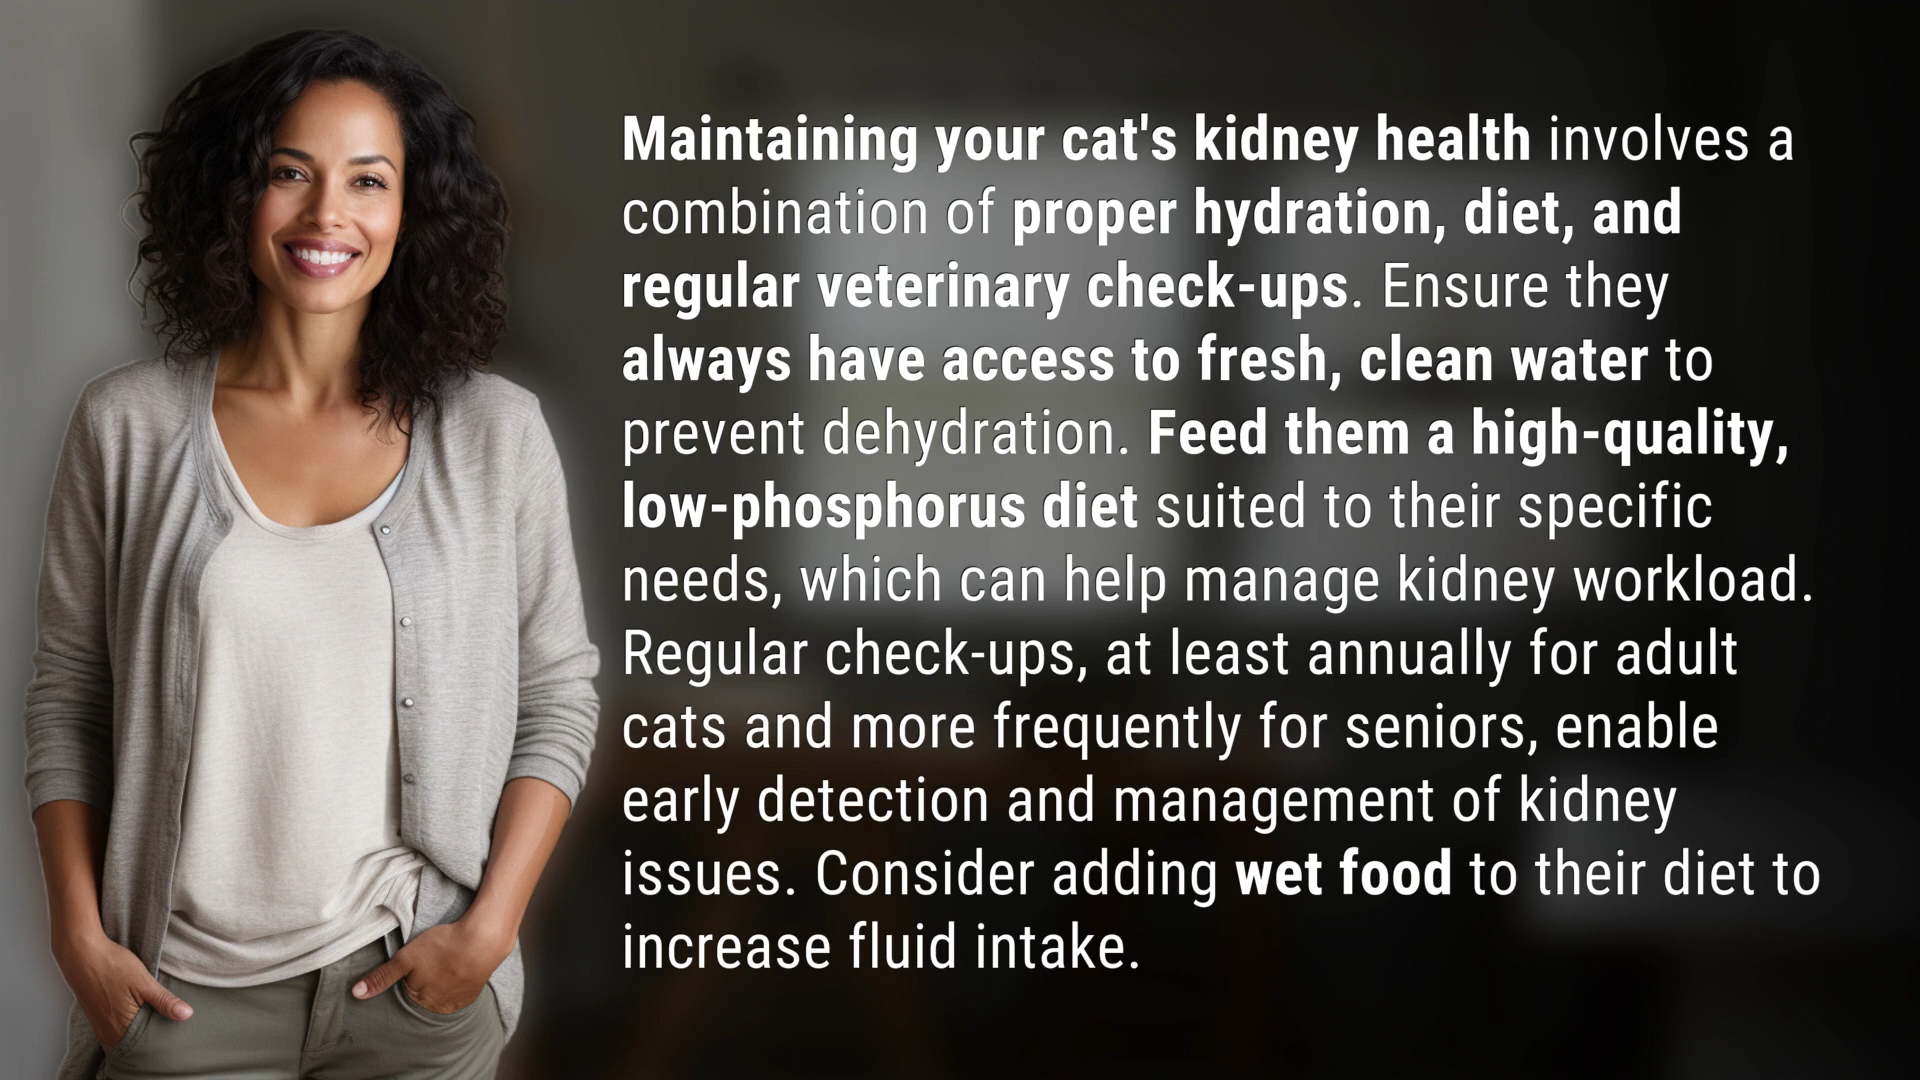 Maintaining your cat's kidney health involves a
combination of proper hydration, diet, and
regular veterinary check-ups. Ensure they
always have access to fresh, clean water to
prevent dehydration. Feed them a high-quality,
low-phosphorus diet suited to their specific
needs, which can help manage kidney workload.
Regular check-ups, at least annually for adult
cats and more frequently for seniors, enable
early detection and management of kidney
issues. Consider adding wet food to their diet to
increase fluid intake.